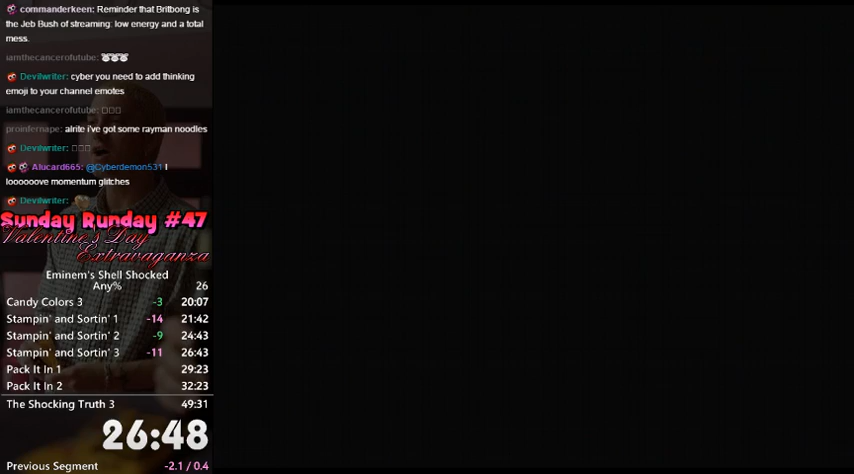 commanderkeen: Reminder that Britbong is
the Jeb Bush of streaming: low energy and a total
mess.
iamthecancerofutube:
Devilwriter: cyber you need to add thinking
emoji to your channel emotes
iamthecancerofutube: □□□
proinfernape: alrite i've got some rayman noodles
Devilwriter: □□□
Alucard665: @Cyberdemon531 I
loooooove momentum glitches
Devilwriter:
Sunday Runday #47
Valentine's Day
Extravaganza
Eminem's Shell Shocked
Any% 26
Candy Colors 3 -3 20:07
Stampin' and Sortin' 1 -14 21:42
Stampin' and Sortin' 2 -9 24:43
Stampin' and Sortin' 3 -11 26:43
Pack It In 1 29:23
Pack It In 2 32:23
The Shocking Truth 3 49:31
26:48
Previous Segment -2.1 / 0.4